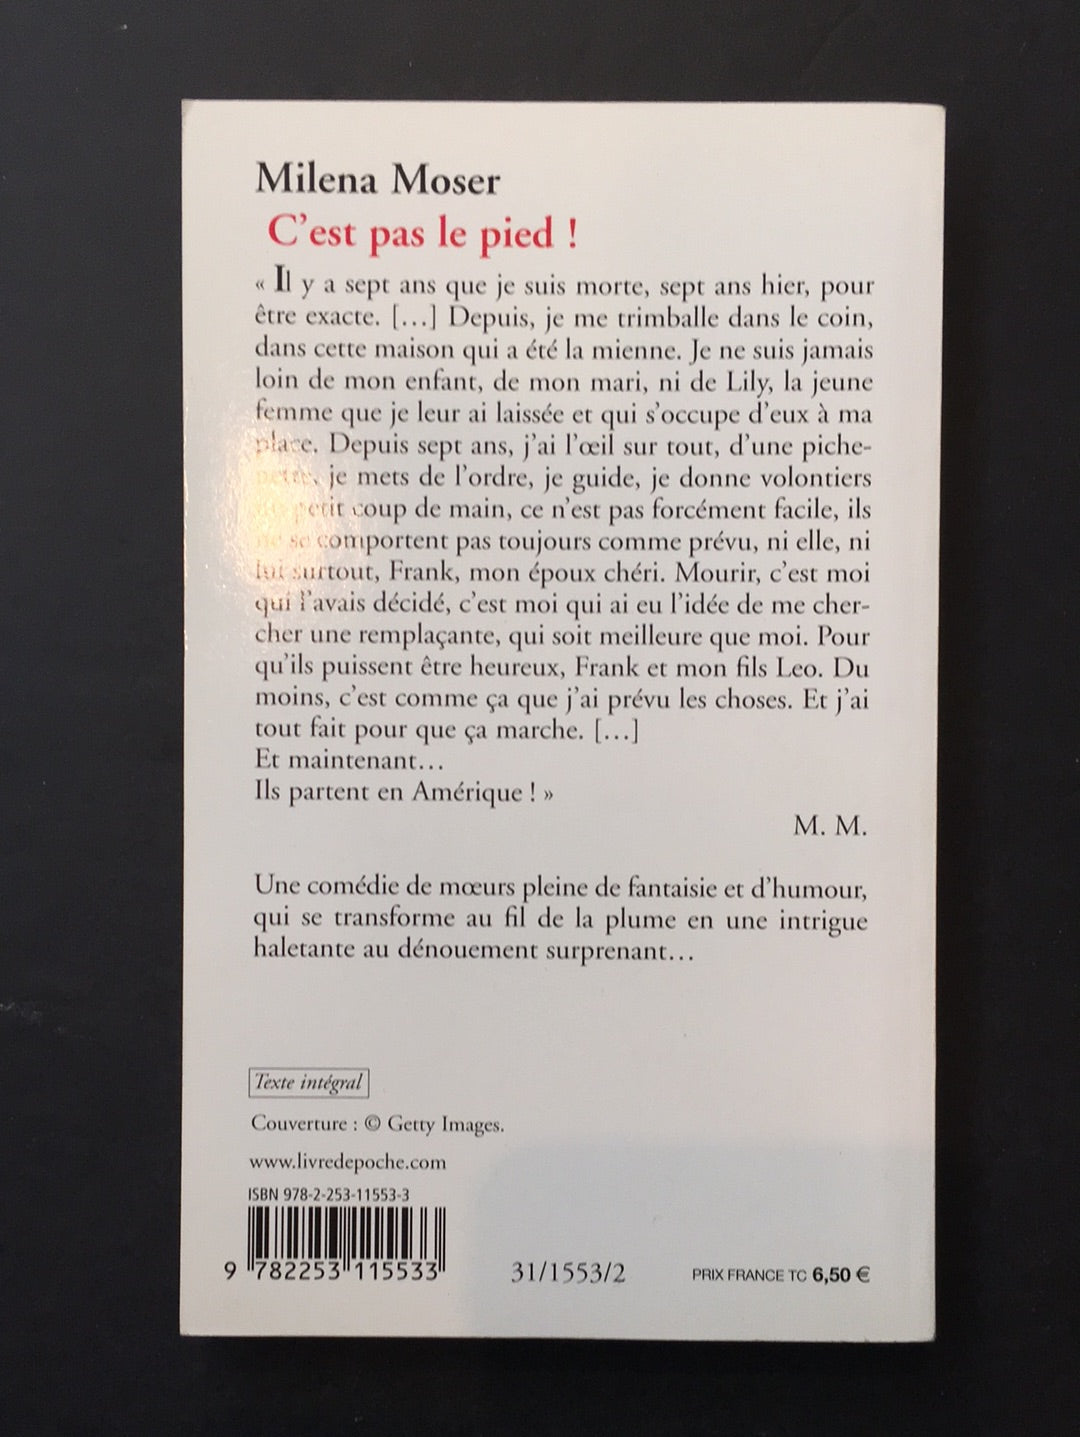 Milena Moser
C'est pas le pied !
« Il y a sept ans que je suis morte, sept ans hier, pour
être exacte. [...] Depuis, je me trimballe dans le coin,
dans cette maison qui a été la mienne. Je ne suis jamais
loin de mon enfant, de mon mari, ni de Lily, la jeune
femme que je leur ai laissée et qui s'occupe d'eux à ma
place. Depuis sept ans, j'ai l'œil sur tout, d'une piche-
nette, je mets de l'ordre, je guide, je donne volontiers
petit coup de main, ce n'est pas forcément facile, ils
ne se comportent pas toujours comme prévu, ni elle, ni
lui surtout, Frank, mon époux chéri. Mourir, c'est moi
qui l'avais décidé, c'est moi qui ai eu l'idée de me cher-
cher une remplaçante, qui soit meilleure que moi. Pour
qu'ils puissent être heureux, Frank et mon fils Leo. Du
moins, c'est comme ça que j'ai prévu les choses. Et j'ai
tout fait pour que ça marche. [...]
Et maintenant...
Ils partent en Amérique ! »
M. M.
Une comédie de mœurs pleine de fantaisie et d'humour,
qui se transforme au fil de la plume en une intrigue
haletante au dénouement surprenant...
Texte intégral
Couverture : © Getty Images.
www.livredepoche.com
ISBN 978-2-253-11553-3
9 782253 115533
31/1553/2
PRIX FRANCE TC 6,50 €